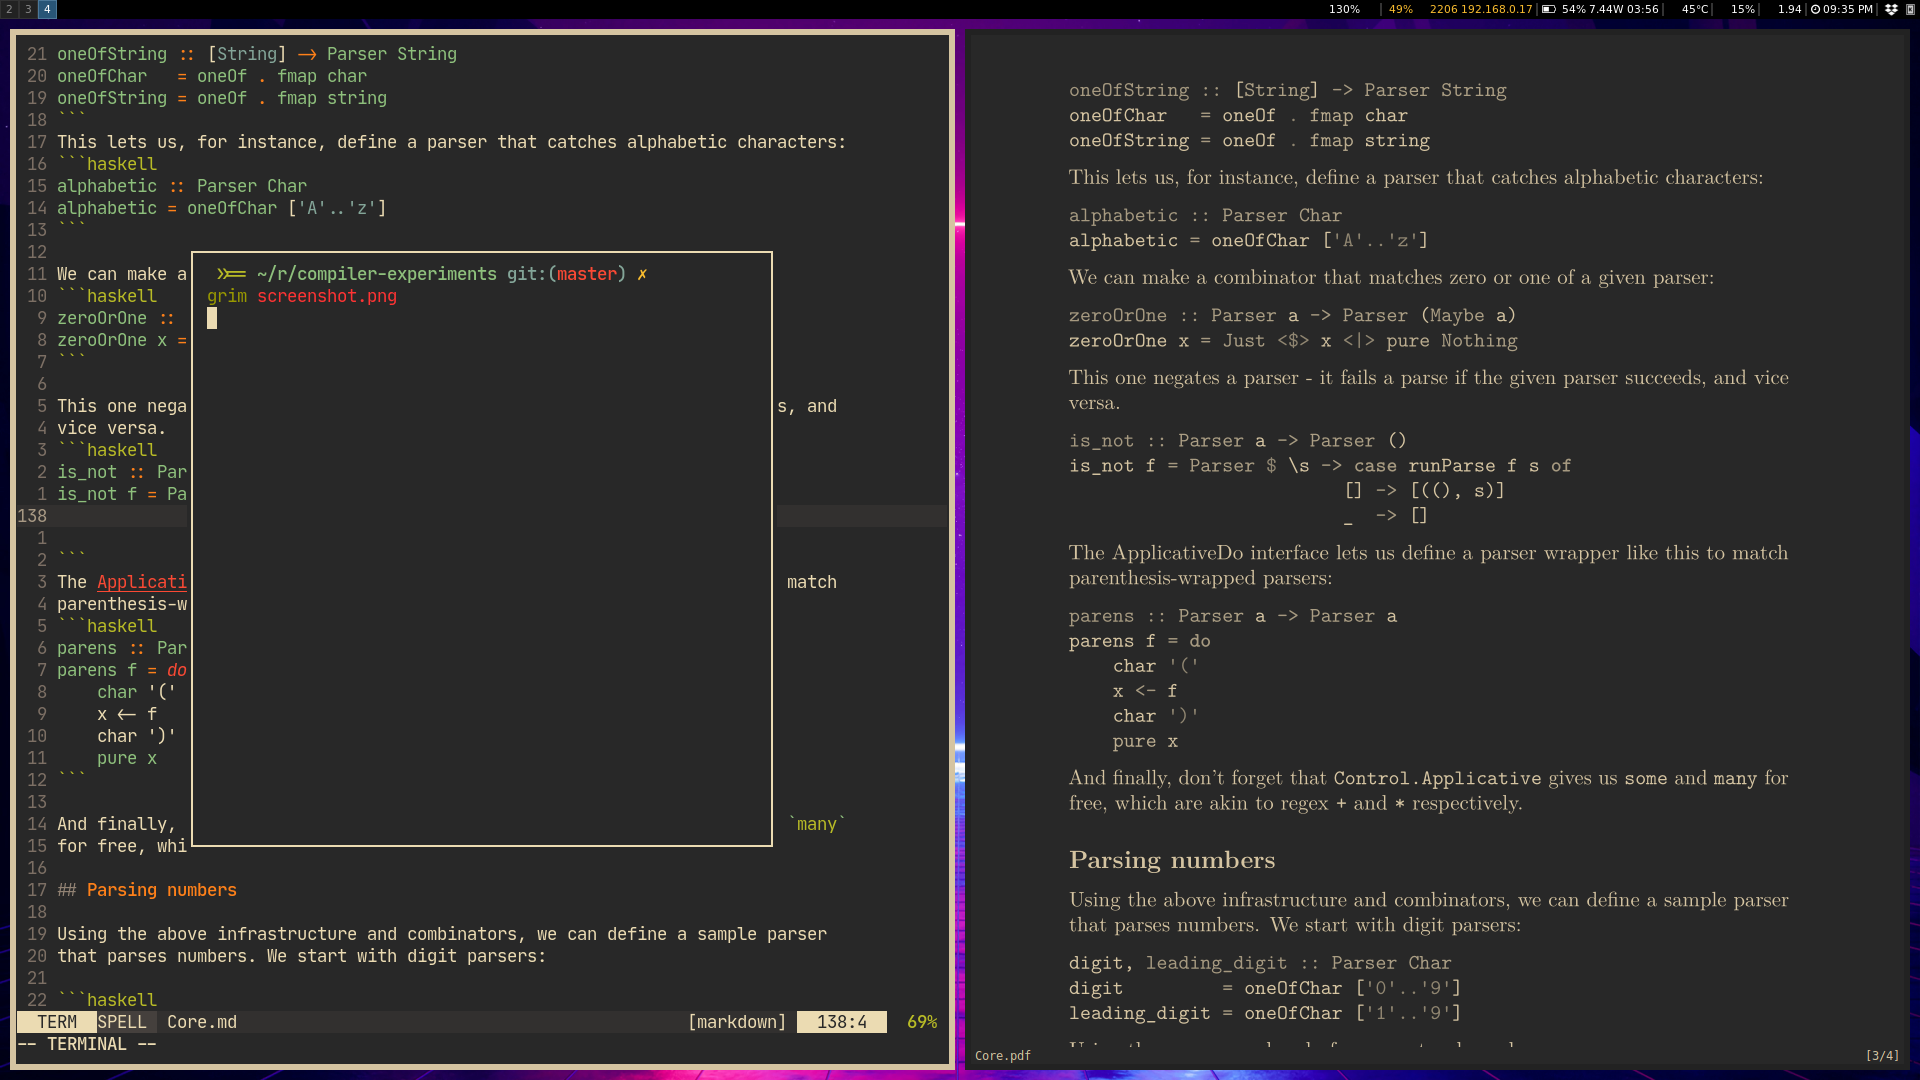 2 3 4
130% | 49% 2206 192.168.0.17 | 54% 7.44W 03:56 | 45°C | 15% | 1.94 | 09:35 PM |
21 oneOfString :: [String] -> Parser String
20 oneOfChar   = oneOf . fmap char
19 oneOfString = oneOf . fmap string
18 ```
17 This lets us, for instance, define a parser that catches alphabetic characters:
16 ```haskell
15 alphabetic :: Parser Char
14 alphabetic = oneOfChar ['A'..'z']
13 ```
12
11 We can make a
10 ```haskell
9 zeroOrOne ::
8 zeroOrOne x =
7 ```
6
5 This one nega s, and
4 vice versa.
3 ```haskell
2 is_not :: Par
1 is_not f = Pa
138
1
2 ```
3 The Applicati match
4 parenthesis-w
5 ```haskell
6 parens :: Par
7 parens f = do
8     char '('
9     x <- f
10     char ')'
11     pure x
12 ```
13
14 And finally, `many`
15 for free, whi
16
17 ## Parsing numbers
18
19 Using the above infrastructure and combinators, we can define a sample parser
20 that parses numbers. We start with digit parsers:
21
22 ```haskell
TERM SPELL Core.md [markdown] 138:4 69%
-- TERMINAL --
~/r/compiler-experiments git:(master) ✗
grim screenshot.png
oneOfString :: [String] -> Parser String
oneOfChar   = oneOf . fmap char
oneOfString = oneOf . fmap string
This lets us, for instance, define a parser that catches alphabetic characters:
alphabetic :: Parser Char
alphabetic = oneOfChar ['A'..'z']
We can make a combinator that matches zero or one of a given parser:
zeroOrOne :: Parser a -> Parser (Maybe a)
zeroOrOne x = Just <$> x <|> pure Nothing
This one negates a parser - it fails a parse if the given parser succeeds, and vice
versa.
is_not :: Parser a -> Parser ()
is_not f = Parser $ \s -> case runParse f s of
[] -> [((), s)]
_  -> []
The ApplicativeDo interface lets us define a parser wrapper like this to match
parenthesis-wrapped parsers:
parens :: Parser a -> Parser a
parens f = do
char '('
x <- f
char ')'
pure x
And finally, don't forget that Control.Applicative gives us some and many for
free, which are akin to regex + and * respectively.
Parsing numbers
Using the above infrastructure and combinators, we can define a sample parser
that parses numbers. We start with digit parsers:
digit, leading_digit :: Parser Char
digit         = oneOfChar ['0'..'9']
leading_digit = oneOfChar ['1'..'9']
Core.pdf [3/4]